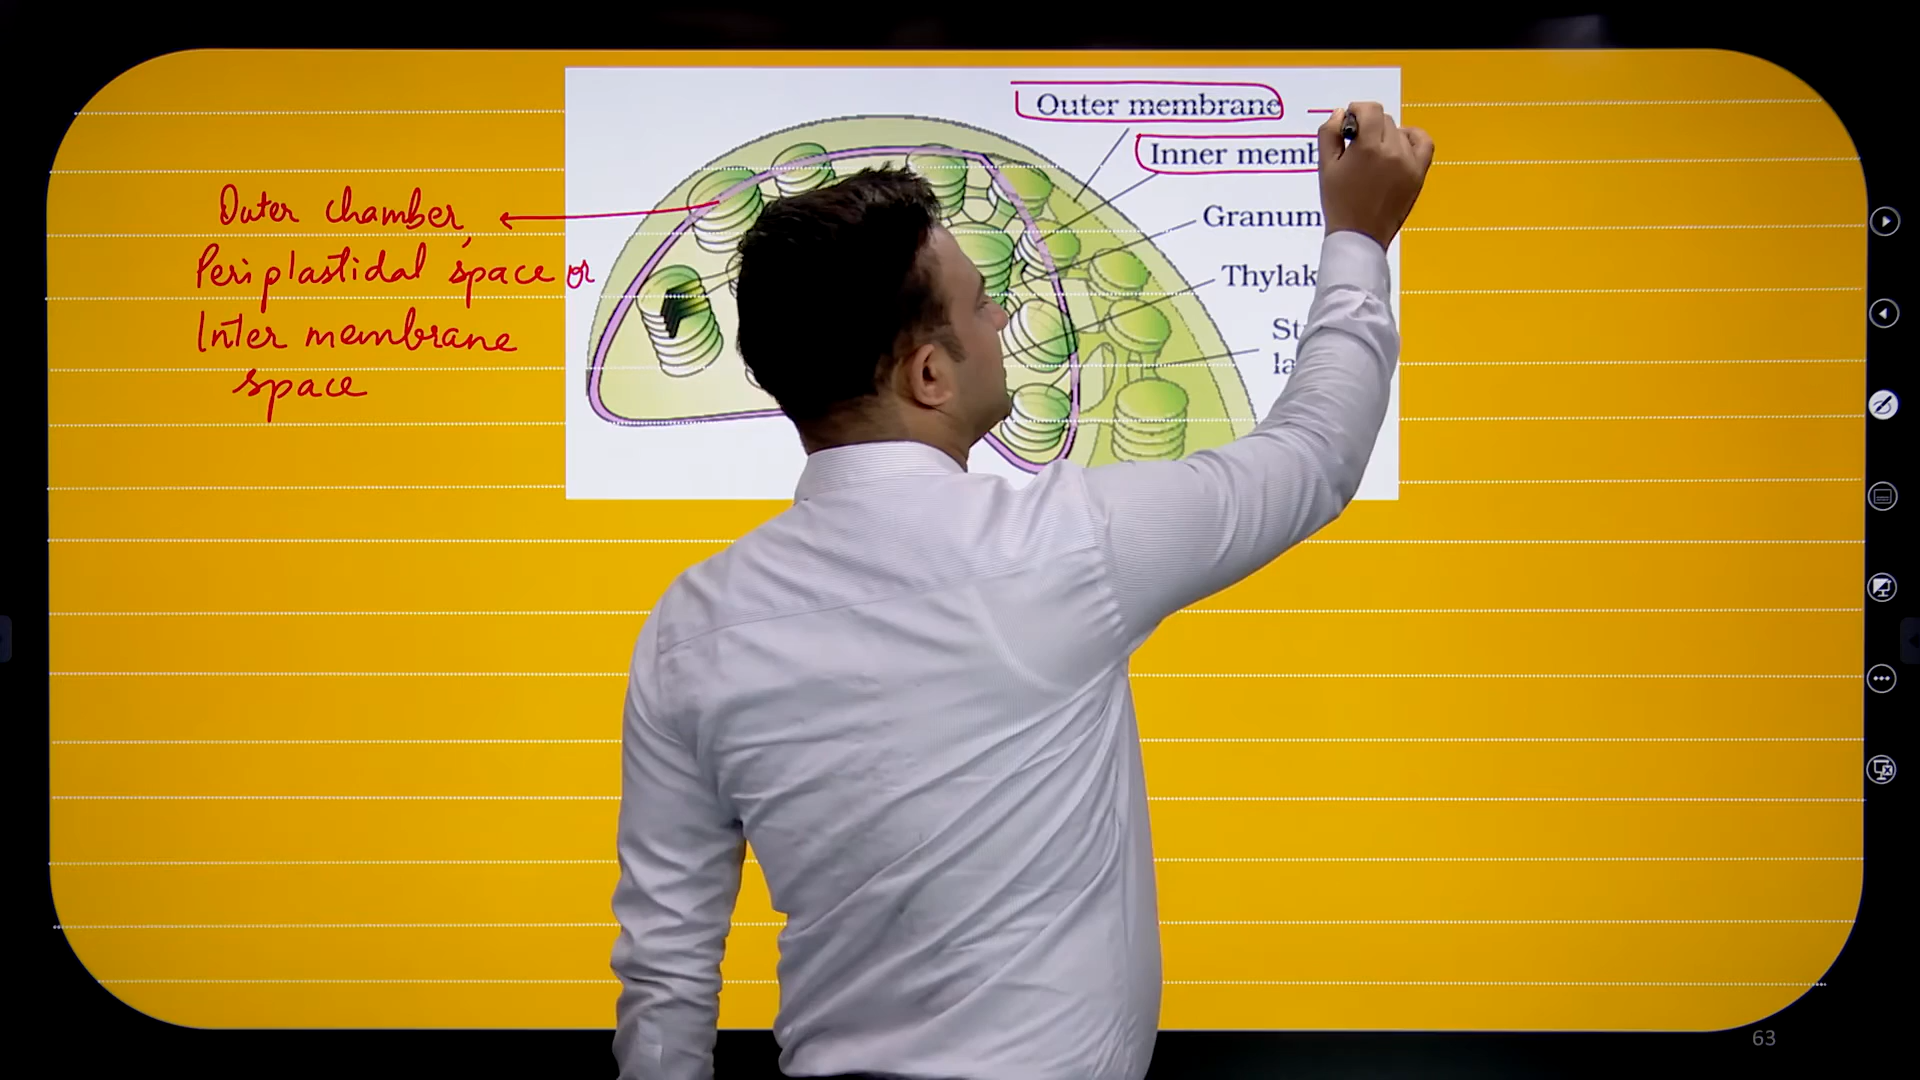 Outer membrane
Inner memb
Granum
Thylak
St
la
Outer chamber,
Periplastidal space or
Inter membrane
space
63